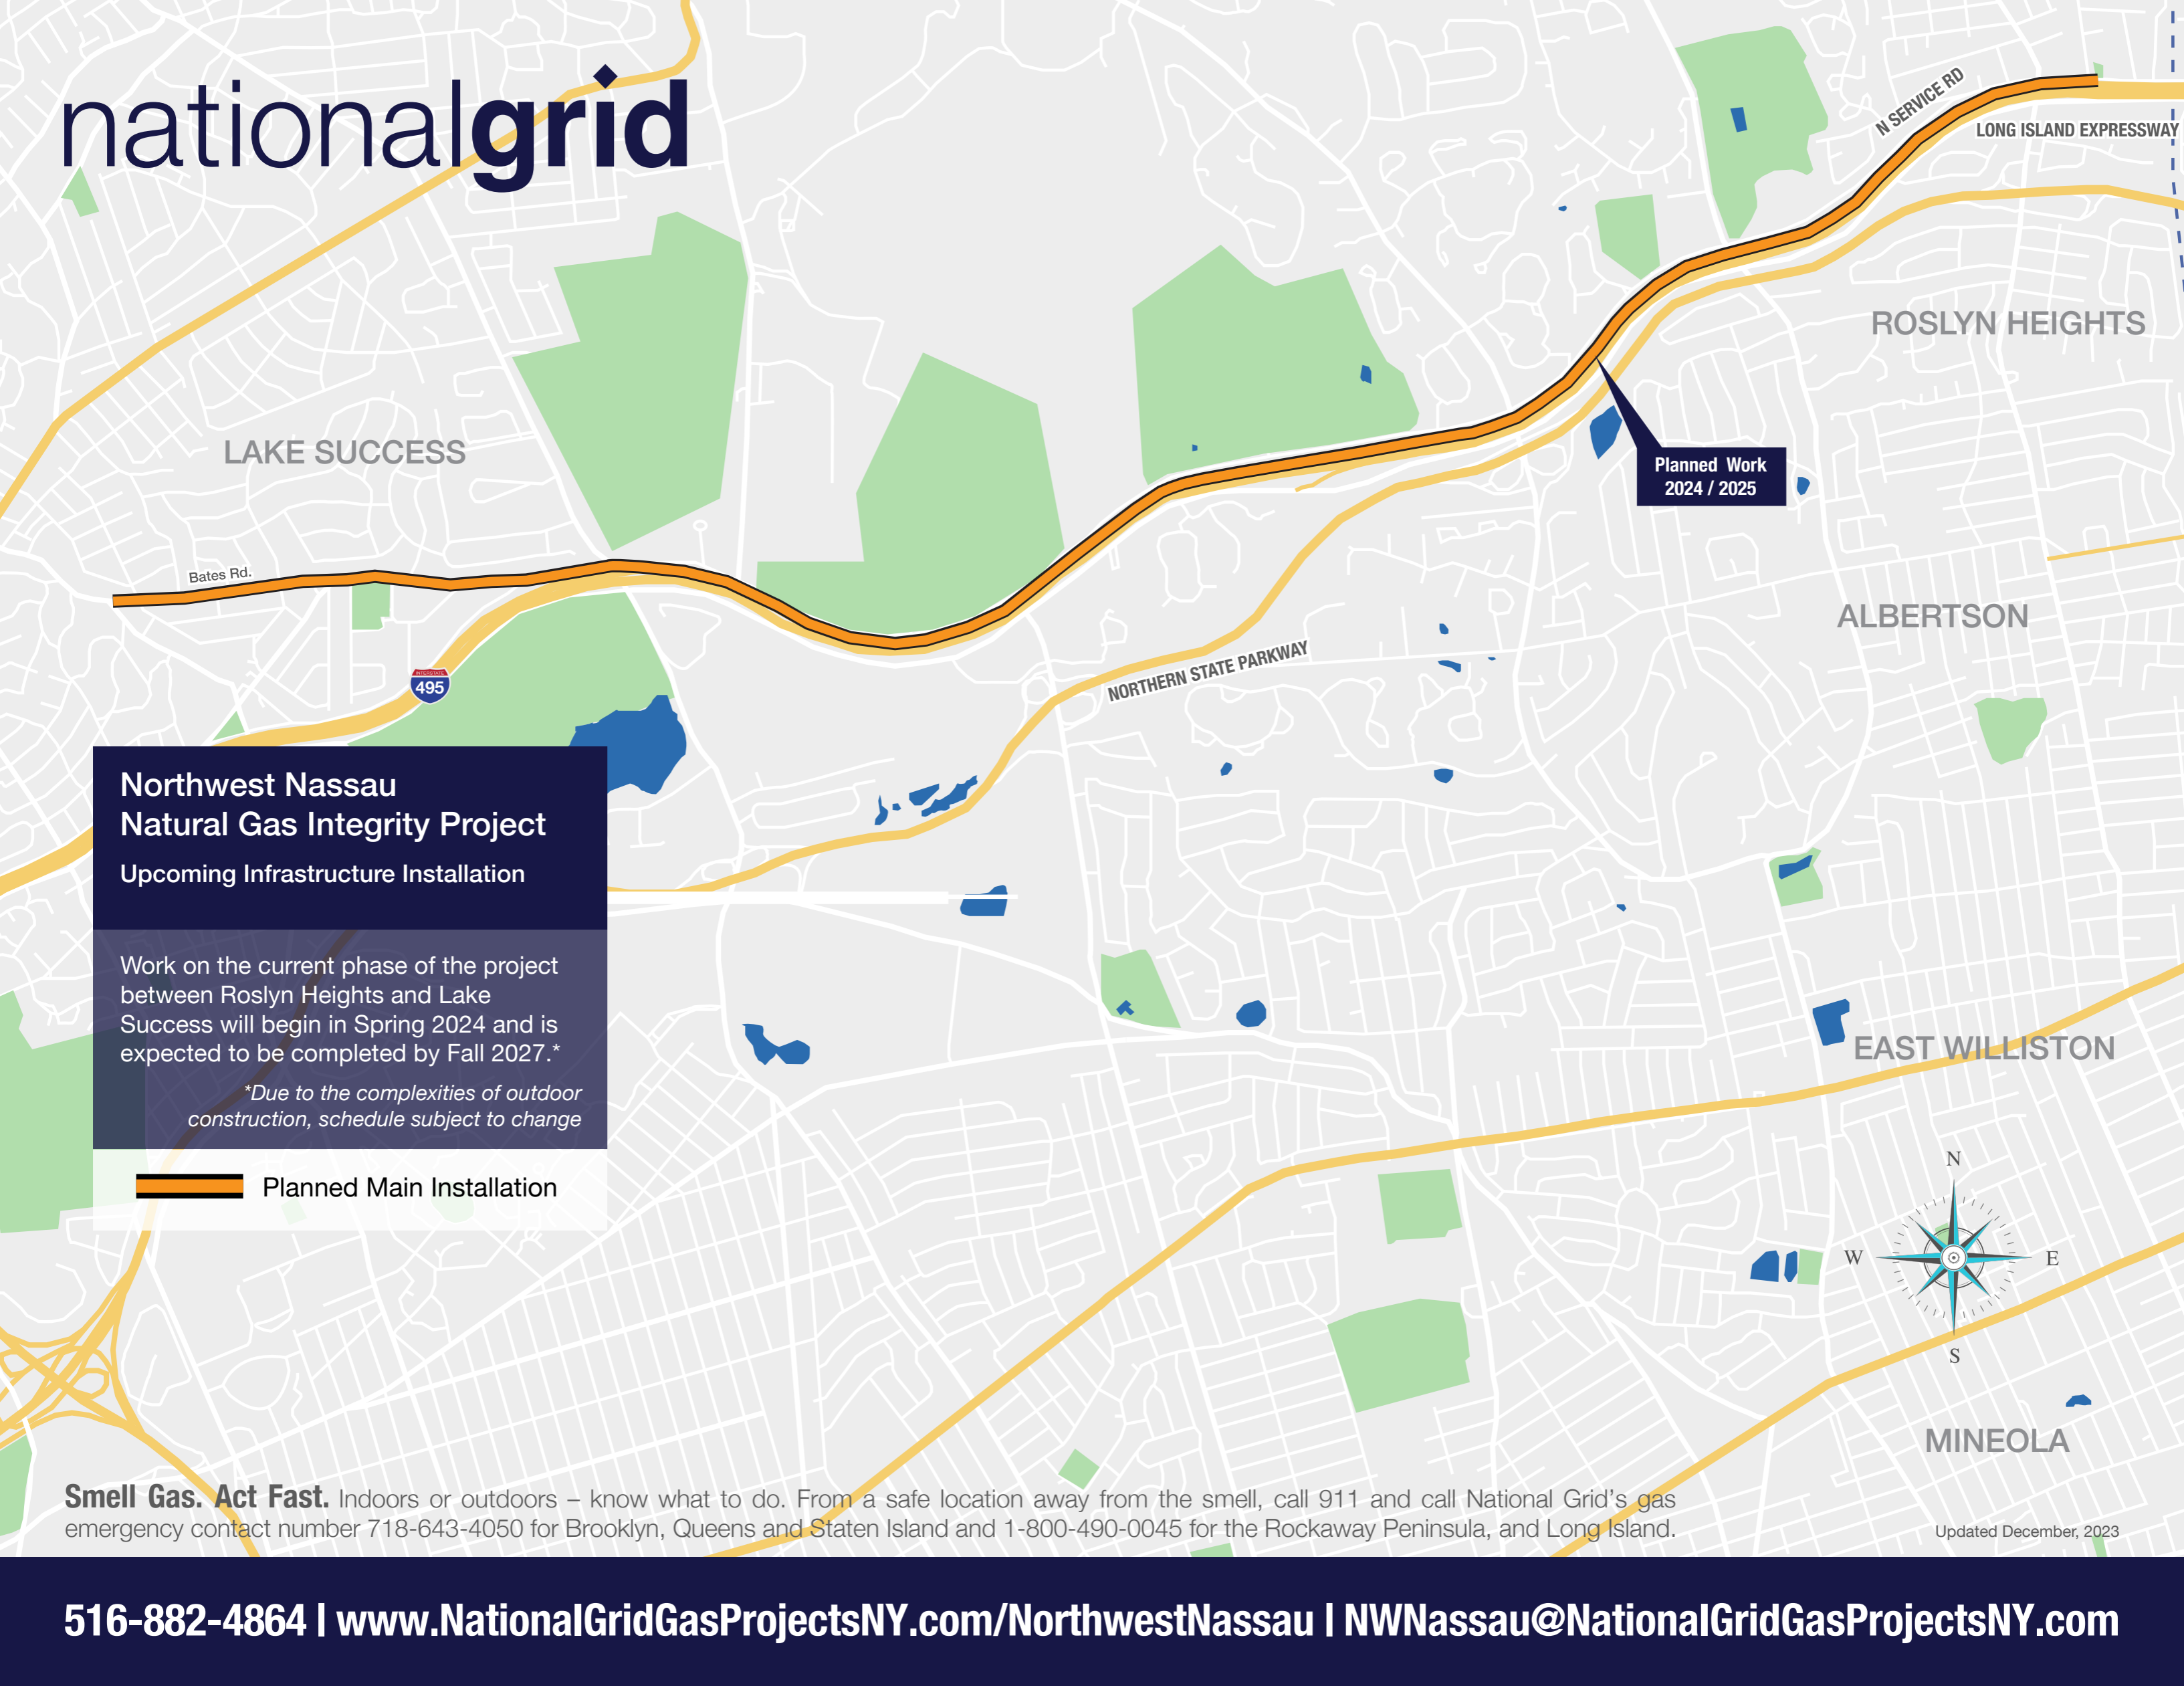 nationalgrid
N SERVICE RD
LONG ISLAND EXPRESSWAY
ROSLYN HEIGHTS
LAKE SUCCESS
Planned Work
2024 / 2025
Bates Rd.
ALBERTSON
NORTHERN STATE PARKWAY
INTERSTATE
495
Northwest Nassau
Natural Gas Integrity Project
Upcoming Infrastructure Installation
Work on the current phase of the project
between Roslyn Heights and Lake
Success will begin in Spring 2024 and is
expected to be completed by Fall 2027.*
*Due to the complexities of outdoor
construction, schedule subject to change
Planned Main Installation
EAST WILLISTON
N
W
E
S
MINEOLA
Smell Gas. Act Fast. Indoors or outdoors – know what to do. From a safe location away from the smell, call 911 and call National Grid's gas
emergency contact number 718-643-4050 for Brooklyn, Queens and Staten Island and 1-800-490-0045 for the Rockaway Peninsula, and Long Island.
Updated December, 2023
516-882-4864 | www.NationalGridGasProjectsNY.com/NorthwestNassau | NWNassau@NationalGridGasProjectsNY.com